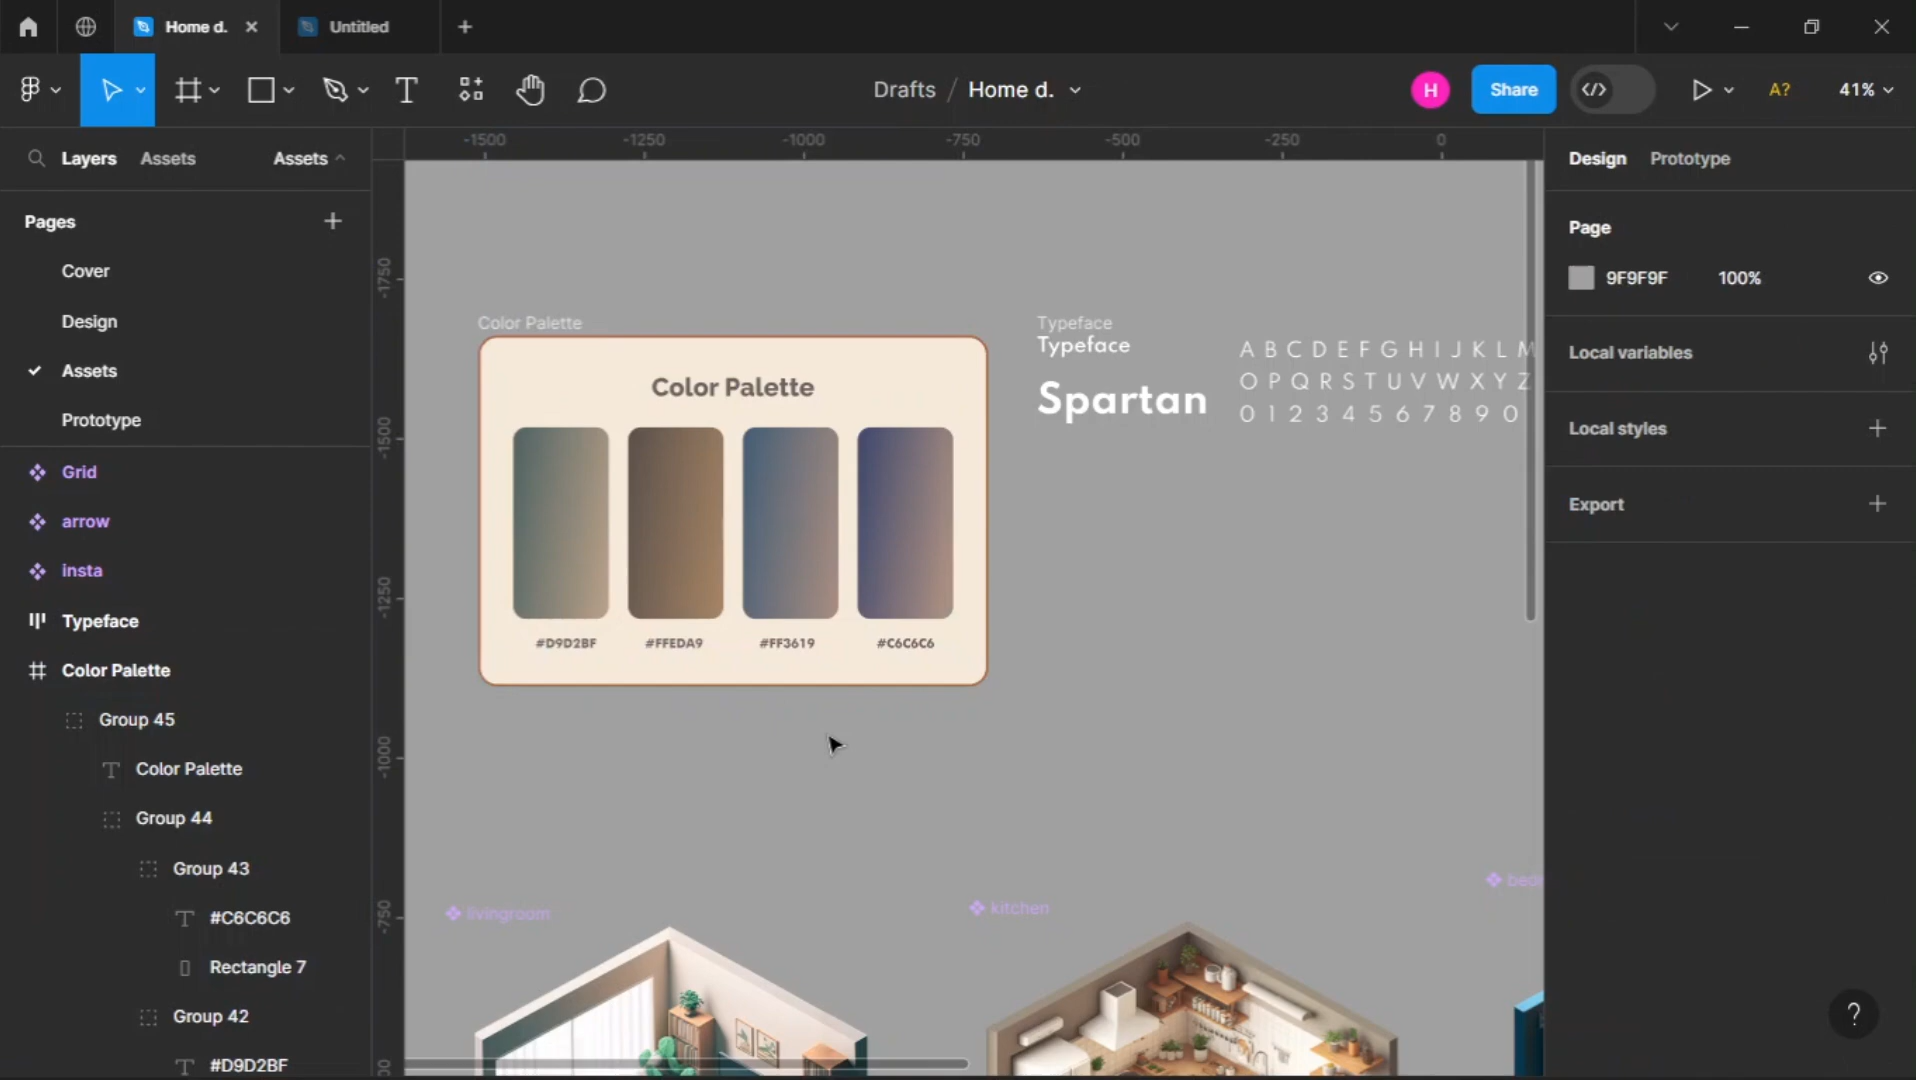 Home d.
Untitled
Drafts / Home d.
H
Share
A?
41%
Layers
Assets
Assets
-1500
-1250
-1000
-750
-500
-250
0
Design
Prototype
Pages
Cover
Design
Assets
Prototype
Grid
arrow
insta
Typeface
Color Palette
Group 45
Color Palette
Group 44
Group 43
#C6C6C6
Rectangle 7
Group 42
#D9D2BF
-1750
-1500
-1250
-1000
-750
Color Palette
Color Palette
#D9D2BF
#FFEDA9
#FF3619
#C6C6C6
Typeface
Typeface
Spartan
A B C D E F G H I J K L M
O P Q R S T U V W X Y Z
0 1 2 3 4 5 6 7 8 9 0
livingroom
kitchen
Page
9F9F9F
100%
Local variables
Local styles
Export
?